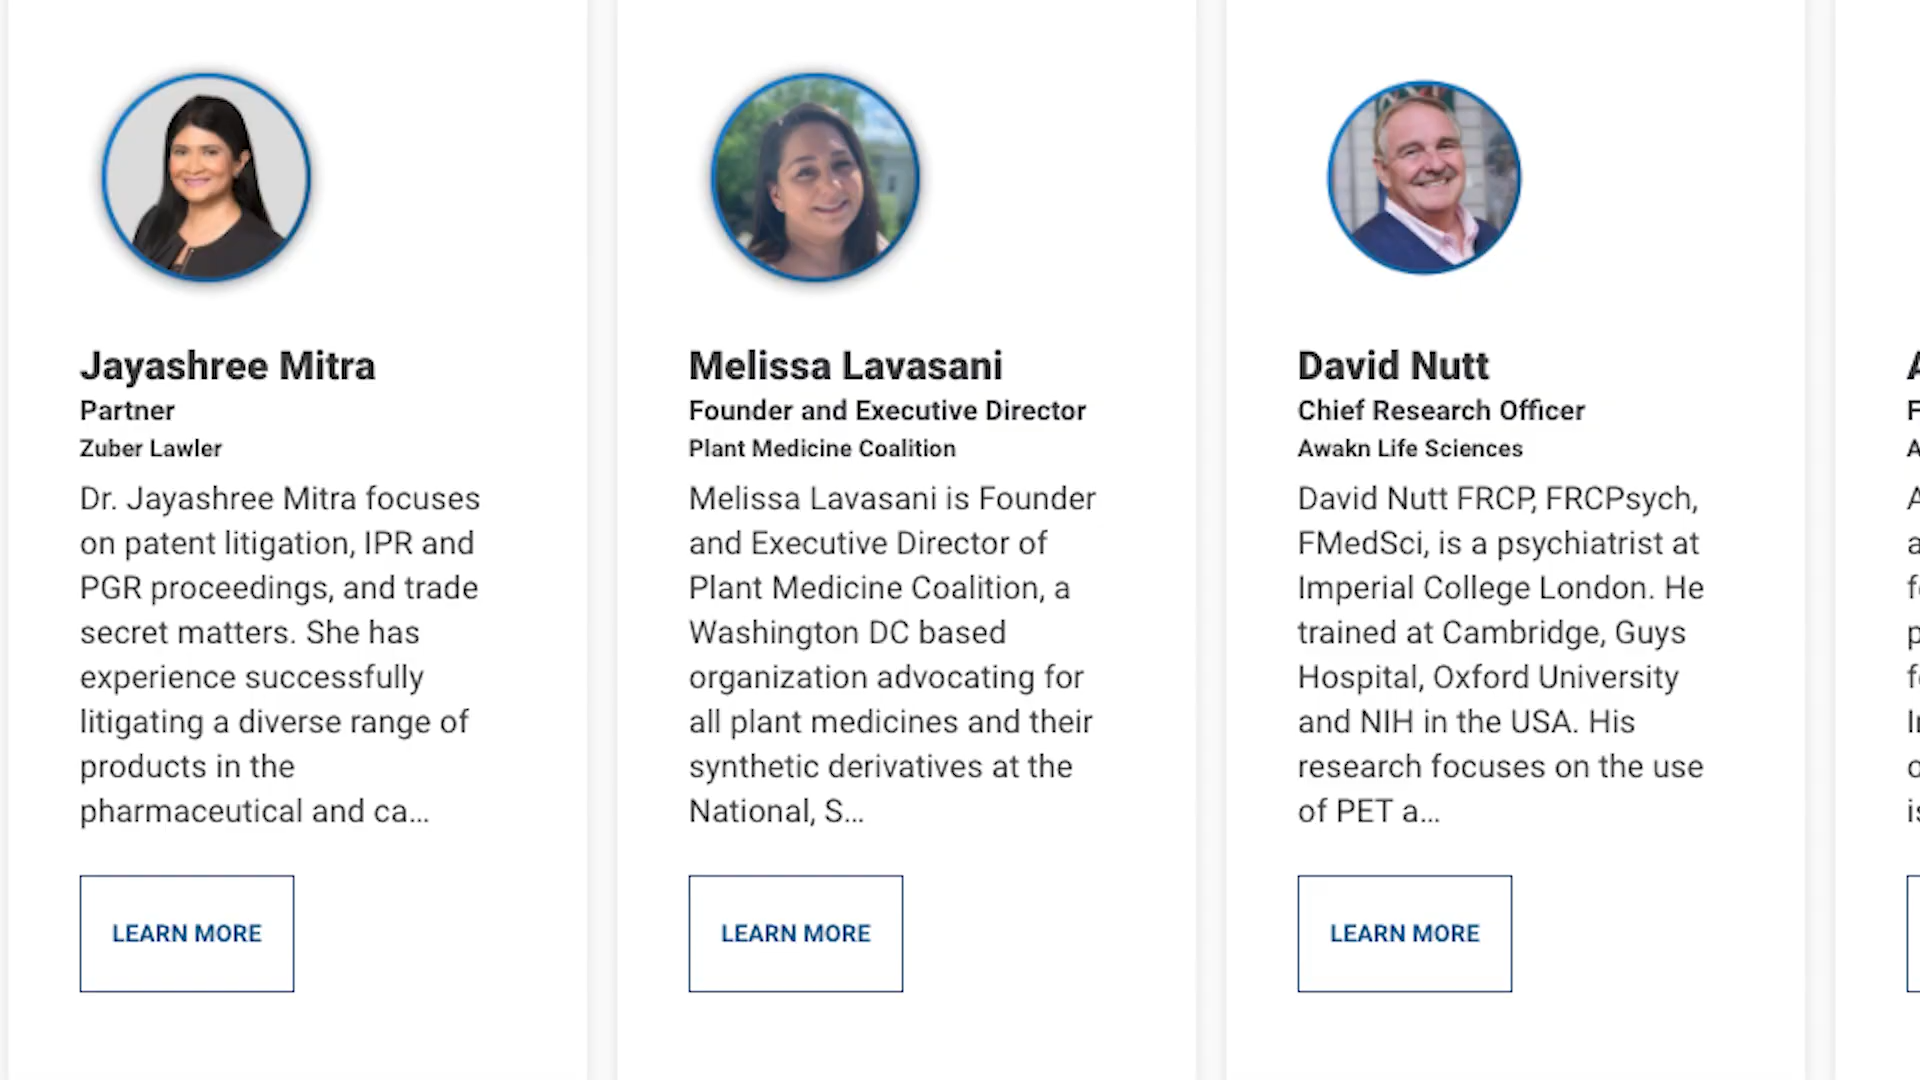 Jayashree Mitra
Partner
Zuber Lawler
Dr. Jayashree Mitra focuses
on patent litigation, IPR and
PGR proceedings, and trade
secret matters. She has
experience successfully
litigating a diverse range of
products in the
pharmaceutical and ca...
LEARN MORE
Melissa Lavasani
Founder and Executive Director
Plant Medicine Coalition
Melissa Lavasani is Founder
and Executive Director of
Plant Medicine Coalition, a
Washington DC based
organization advocating for
all plant medicines and their
synthetic derivatives at the
National, S...
LEARN MORE
David Nutt
Chief Research Officer
Awakn Life Sciences
David Nutt FRCP, FRCPsych,
FMedSci, is a psychiatrist at
Imperial College London. He
trained at Cambridge, Guys
Hospital, Oxford University
and NIH in the USA. His
research focuses on the use
of PET a...
LEARN MORE